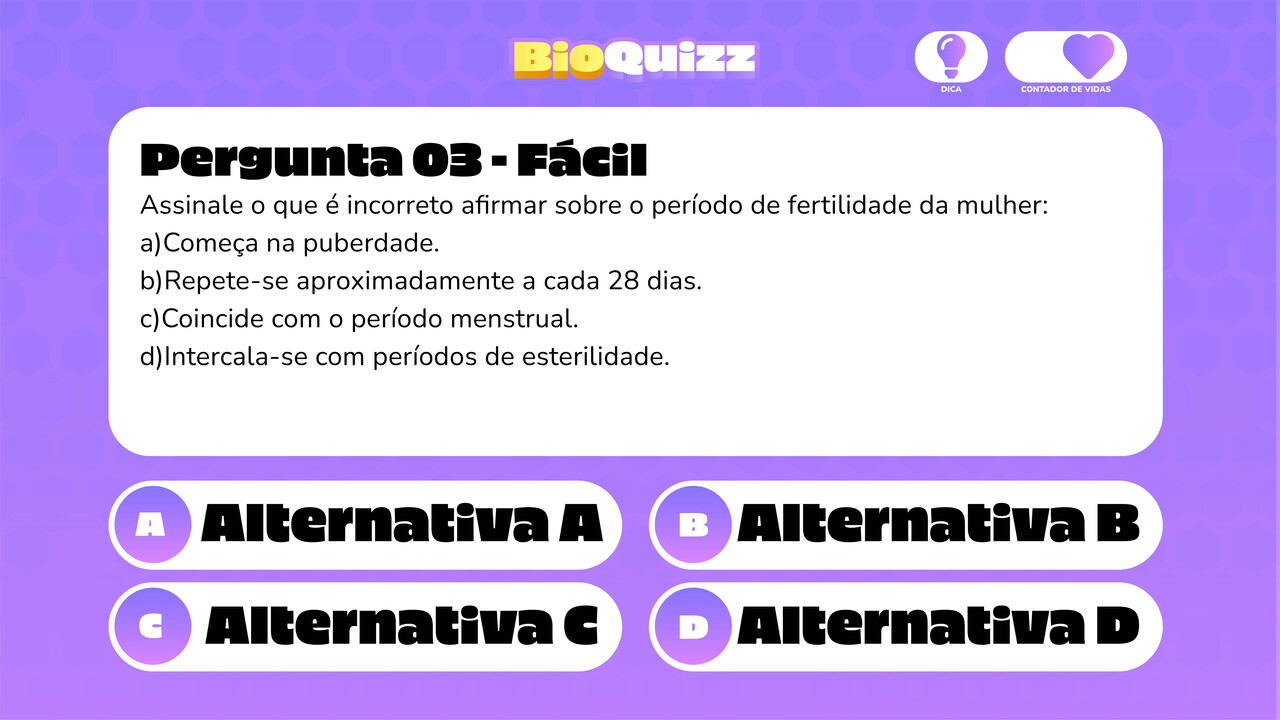 BioQuizz
DICA
CONTADOR DE VIDAS
Pergunta 03 - Fácil
Assinale o que é incorreto afirmar sobre o período de fertilidade da mulher:
a)Começa na puberdade.
b)Repete-se aproximadamente a cada 28 dias.
c)Coincide com o período menstrual.
d)Intercala-se com períodos de esterilidade.
A Alternativa A
B Alternativa B
C Alternativa C
D Alternativa D